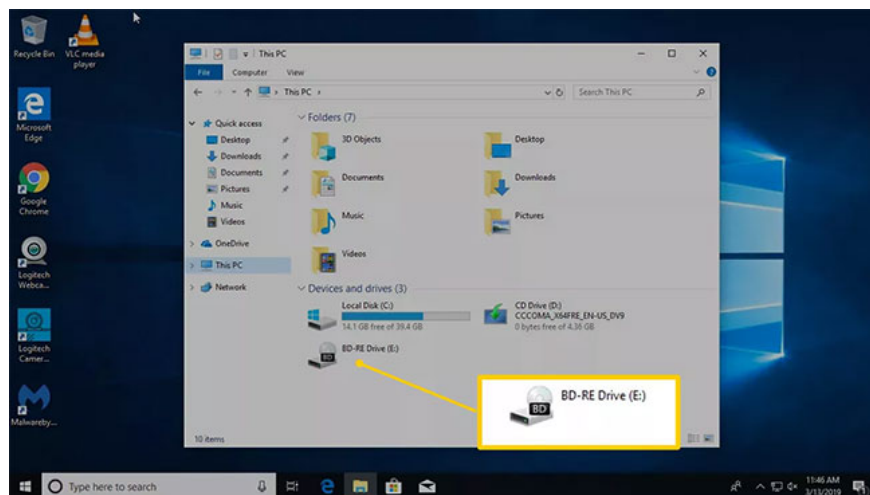 Recycle Bin
VLC media
player
Microsoft
Edge
Google
Chrome
Logitech
Webca...
Logitech
Camer...
Malwareby...
This PC
File Computer View
This PC
Search This PC
Quick access
Desktop
Downloads
Documents
Pictures
Music
Videos
OneDrive
This PC
Network
Folders (7)
3D Objects
Desktop
Documents
Downloads
Music
Pictures
Videos
Devices and drives (3)
Local Disk (C:)
14.1 GB free of 39.4 GB
CD Drive (D:)
CCCOMA_X64FRE_EN-US_DV9
0 bytes free of 4.36 GB
BD-RE Drive (E:)
BD
BD-RE Drive (E:)
BD
10 items
Type here to search
11:46 AM
3/13/2019